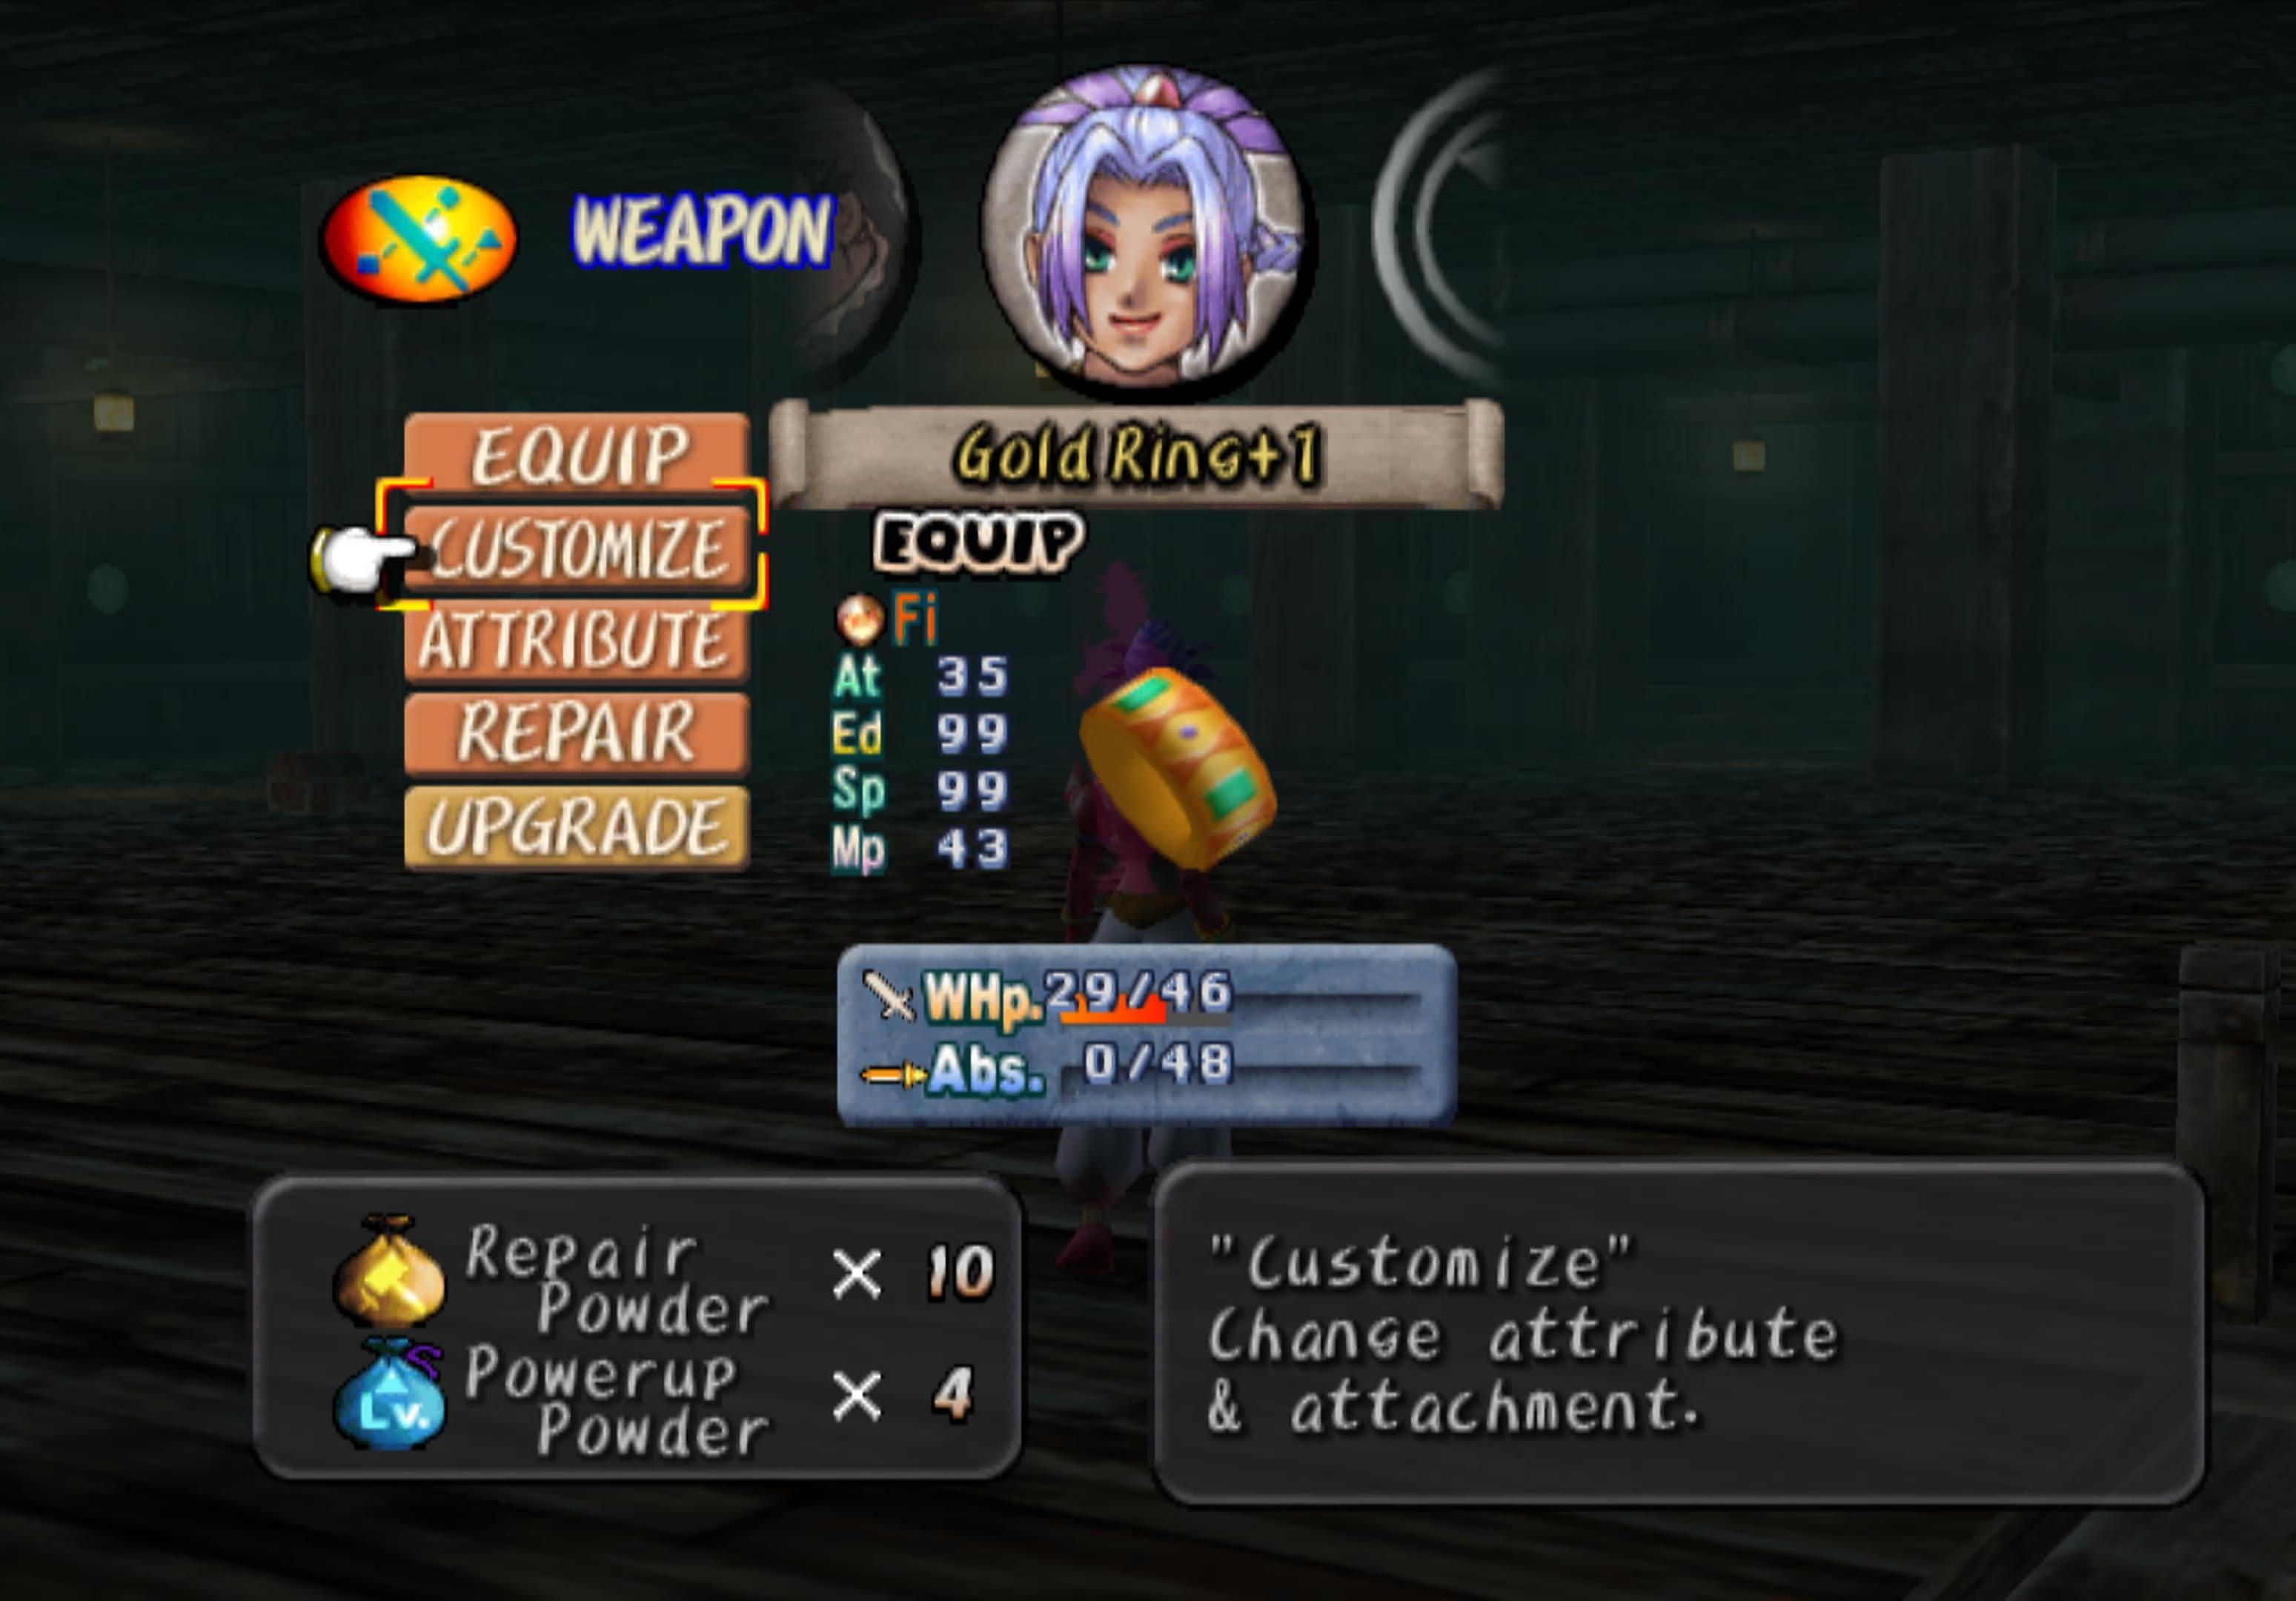 WEAPON
EQUIP
CUSTOMIZE
ATTRIBUTE
REPAIR
UPGRADE
Gold Ring+1
EQUIP
Fi
At 35
Ed 99
Sp 99
Mp 43
WHp. 29/46
Abs. 0/48
Repair
Powder × 10
Lv.
Powerup
Powder × 4
"Customize"
Change attribute
& attachment.